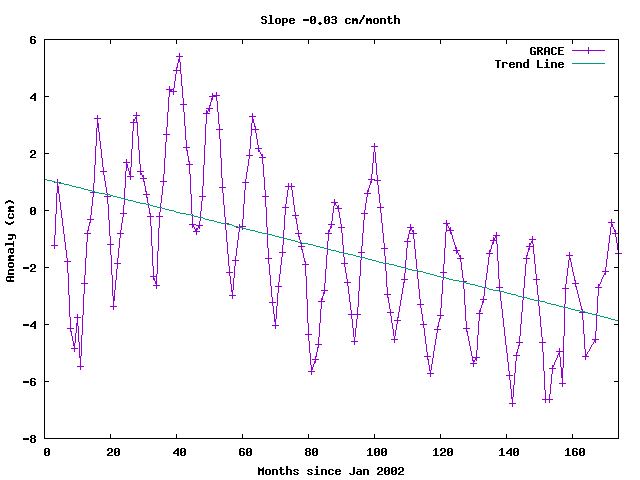 Slope -0.03 cm/month
GRACE
Trend Line
6
4
2
0
-2
-4
-6
-8
Anomaly (cm)
0 20 40 60 80 100 120 140 160
Months since Jan 2002